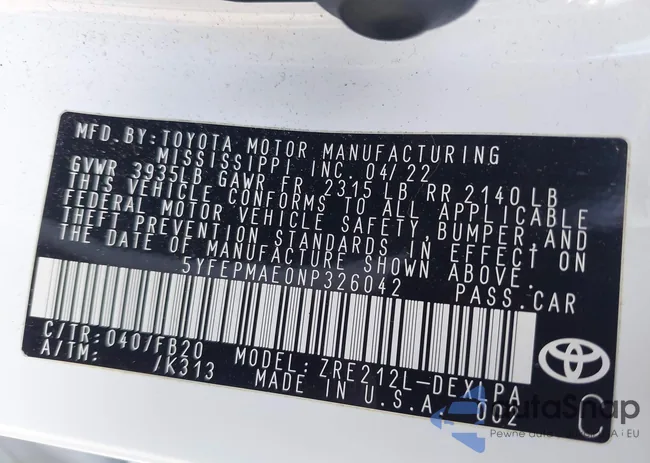 MFD. BY: TOYOTA MOTOR MANUFACTURING
MISSISSIPPI INC. 04/22
GVWR 3935LB GAWR FR 2315 LB RR 2140 LB
THIS VEHICLE CONFORMS TO ALL APPLICABLE
FEDERAL MOTOR VEHICLE SAFETY, BUMPER, AND
THEFT PREVENTION STANDARDS IN EFFECT ON
THE DATE OF MANUFACTURE SHOWN ABOVE.
5YFEPMAE0NP326042 PASS. CAR
C/TR: 040/FB20 MODEL: ZRE212L-DEXLPA
A/TM: /K313 MADE IN U.S.A. 002 C
AutoSnap